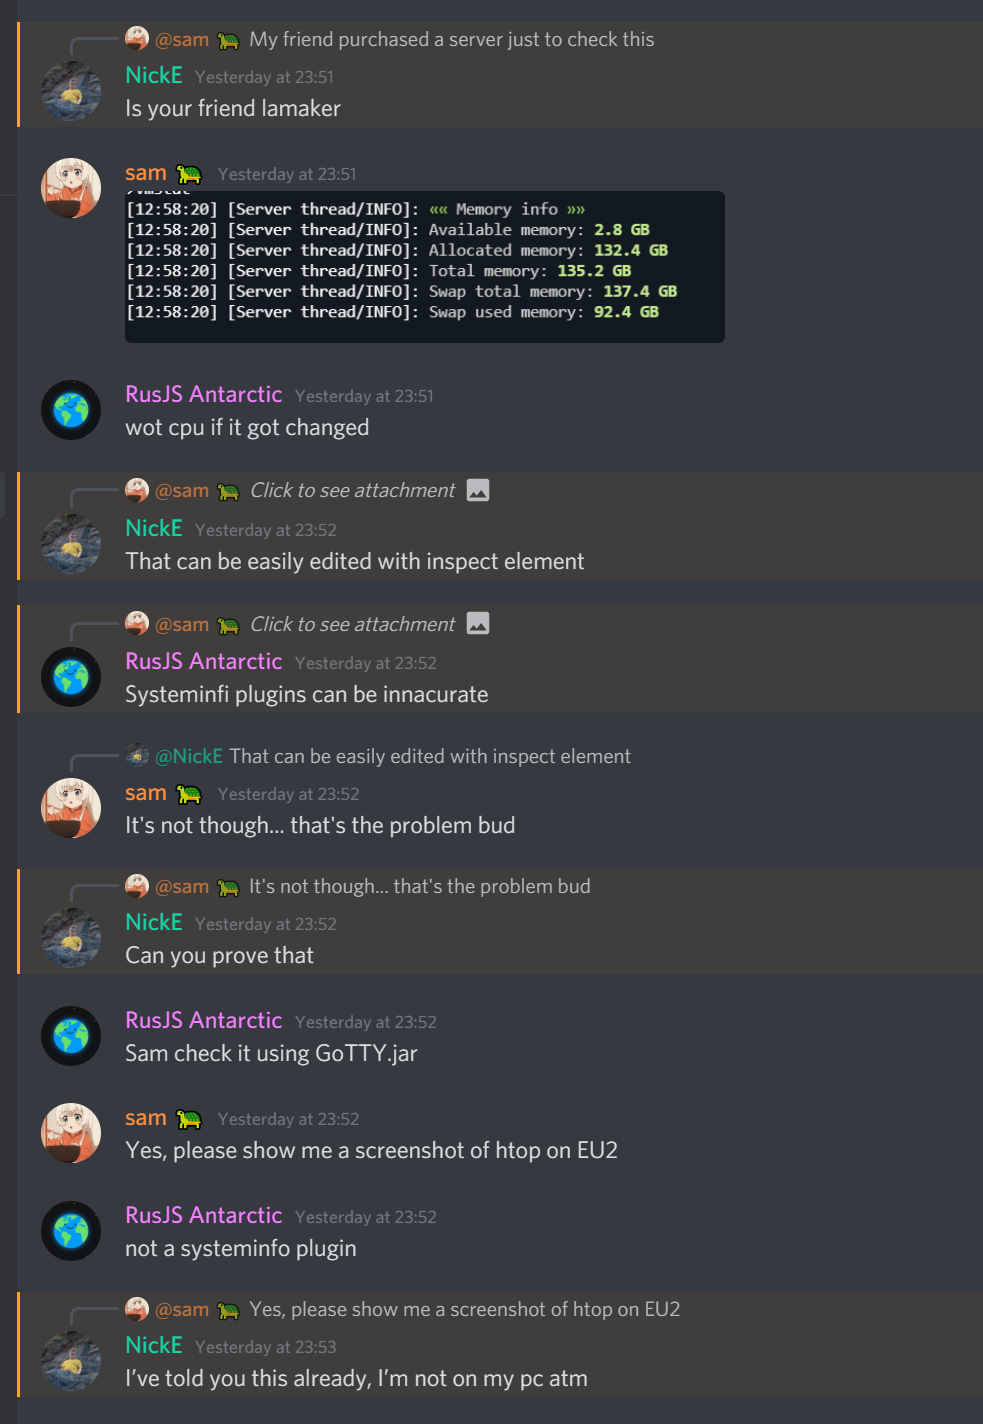 @sam My friend purchased a server just to check this
NickE Yesterday at 23:51
Is your friend lamaker
sam Yesterday at 23:51
[12:58:20] [Server thread/INFO]: «« Memory info »»
[12:58:20] [Server thread/INFO]: Available memory: 2.8 GB
[12:58:20] [Server thread/INFO]: Allocated memory: 132.4 GB
[12:58:20] [Server thread/INFO]: Total memory: 135.2 GB
[12:58:20] [Server thread/INFO]: Swap total memory: 137.4 GB
[12:58:20] [Server thread/INFO]: Swap used memory: 92.4 GB
RusJS Antarctic Yesterday at 23:51
wot cpu if it got changed
@sam Click to see attachment
NickE Yesterday at 23:52
That can be easily edited with inspect element
@sam Click to see attachment
RusJS Antarctic Yesterday at 23:52
Systeminfi plugins can be innacurate
@NickE That can be easily edited with inspect element
sam Yesterday at 23:52
It's not though... that's the problem bud
@sam It's not though... that's the problem bud
NickE Yesterday at 23:52
Can you prove that
RusJS Antarctic Yesterday at 23:52
Sam check it using GoTTY.jar
sam Yesterday at 23:52
Yes, please show me a screenshot of htop on EU2
RusJS Antarctic Yesterday at 23:52
not a systeminfo plugin
@sam Yes, please show me a screenshot of htop on EU2
NickE Yesterday at 23:53
I’ve told you this already, I’m not on my pc atm